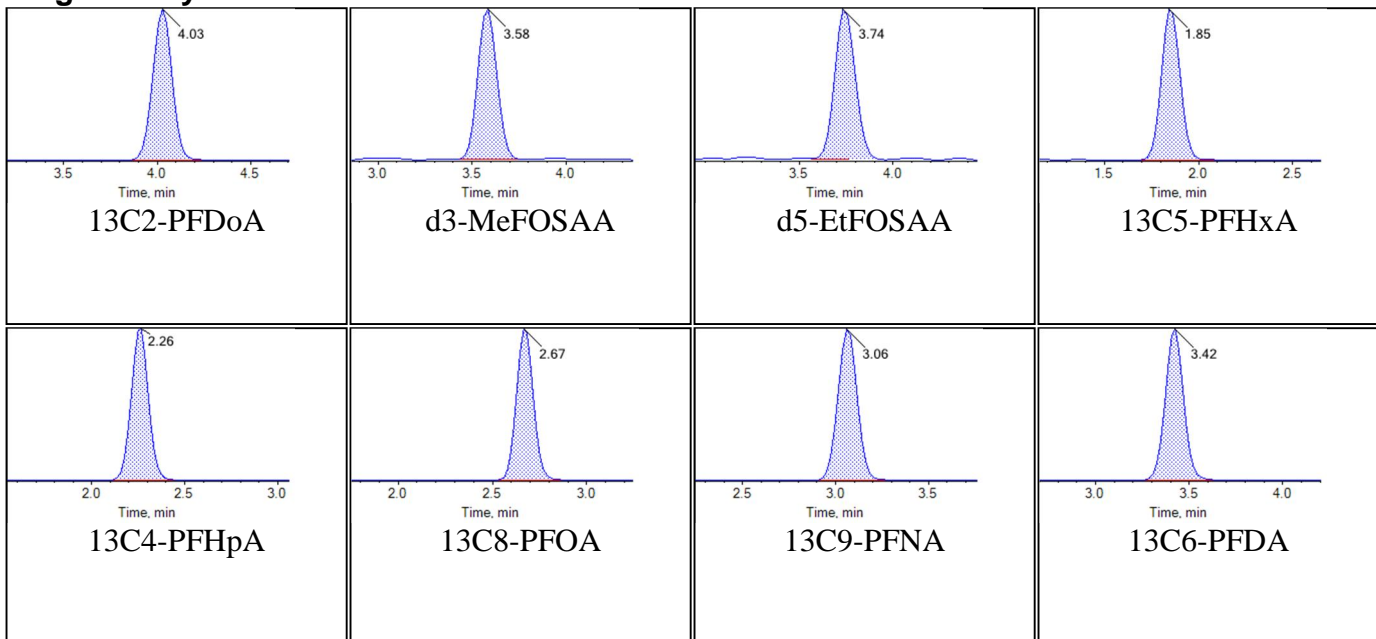 4.03
3.5 4.0 4.5
Time, min
13C2-PFDoA
3.58
3.0 3.5 4.0
Time, min
d3-MeFOSAA
3.74
3.5 4.0
Time, min
d5-EtFOSAA
1.85
1.5 2.0 2.5
Time, min
13C5-PFHxA
2.26
2.0 2.5 3.0
Time, min
13C4-PFHpA
2.67
2.0 2.5 3.0
Time, min
13C8-PFOA
3.06
2.5 3.0 3.5
Time, min
13C9-PFNA
3.42
3.0 3.5 4.0
Time, min
13C6-PFDA